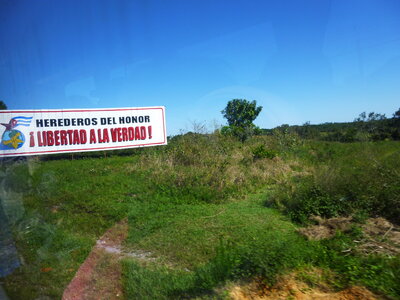 HEREDEROS DEL HONOR
¡LIBERTAD A LA VERDAD!